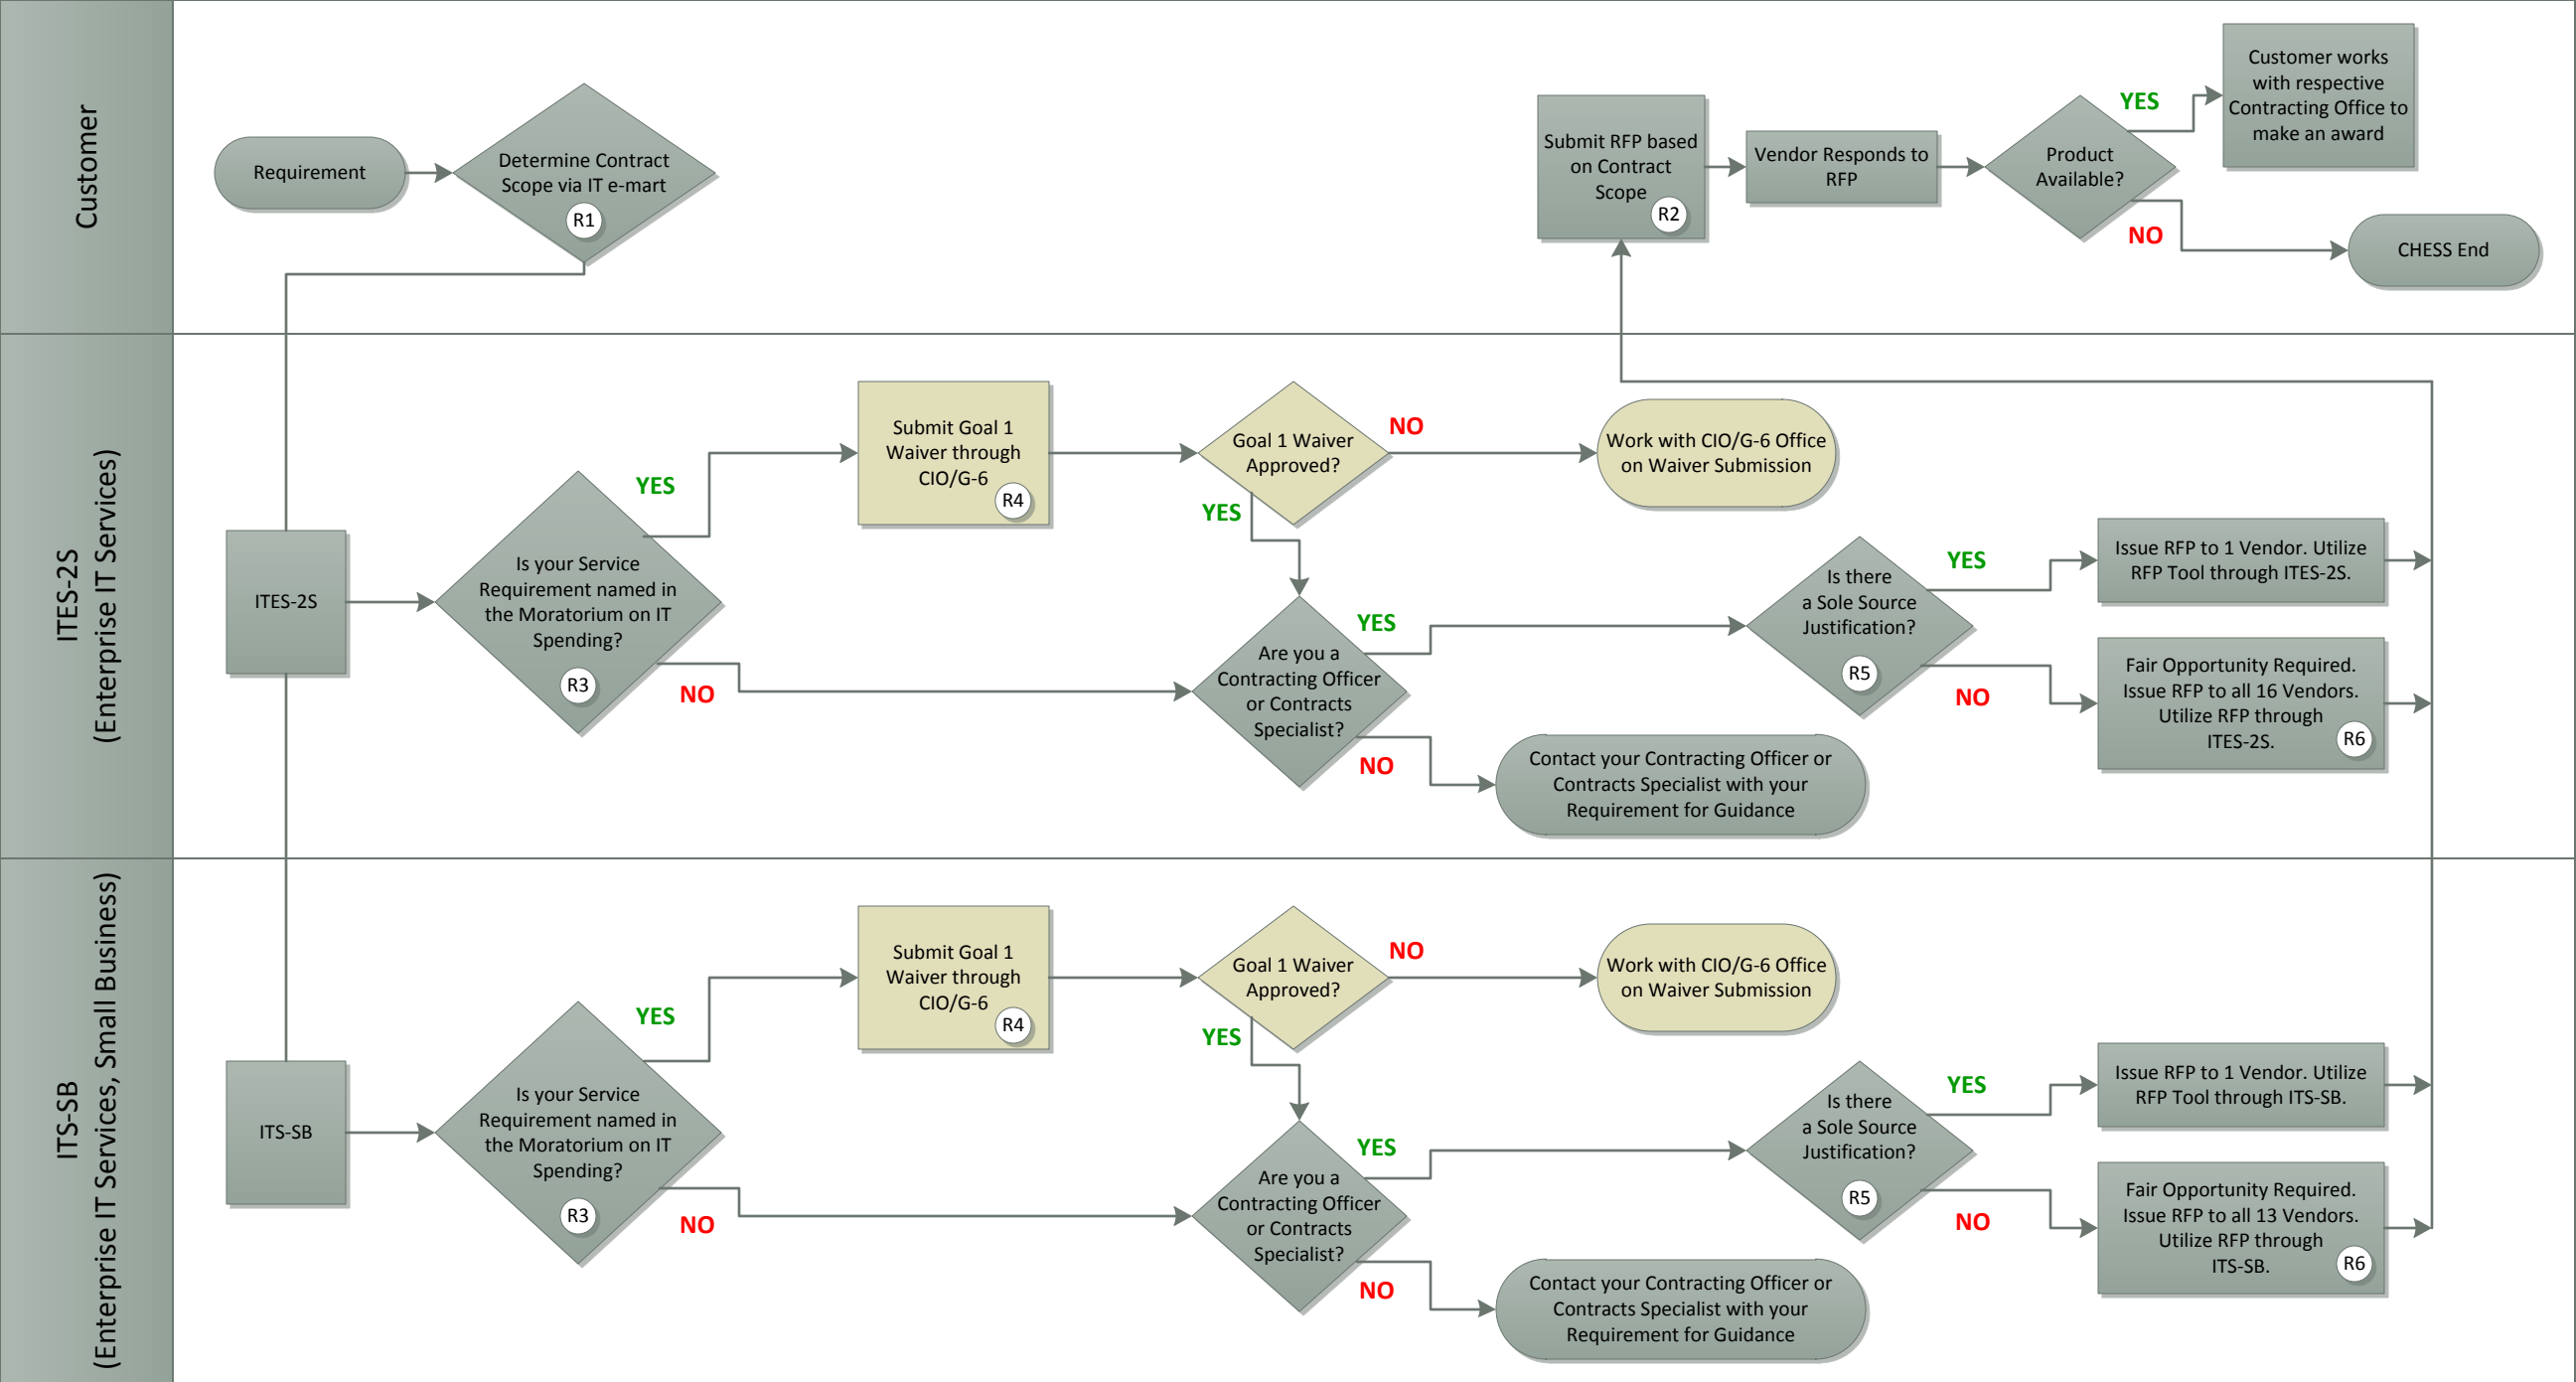 Customer
Requirement
Determine Contract
Scope via IT e-mart
R1
Submit RFP based
on Contract
Scope
R2
Vendor Responds to
RFP
Product
Available?
YES
Customer works
with respective
Contracting Office to
make an award
NO
CHESS End
ITES-2S
(Enterprise IT Services)
ITES-2S
Is your Service
Requirement named in
the Moratorium on IT
Spending?
R3
YES
Submit Goal 1
Waiver through
CIO/G-6
R4
Goal 1 Waiver
Approved?
NO
Work with CIO/G-6 Office
on Waiver Submission
YES
NO
Are you a
Contracting Officer
or Contracts
Specialist?
YES
Is there
a Sole Source
Justification?
R5
YES
Issue RFP to 1 Vendor. Utilize
RFP Tool through ITES-2S.
NO
Fair Opportunity Required.
Issue RFP to all 16 Vendors.
Utilize RFP through
ITES-2S.
R6
NO
Contact your Contracting Officer or
Contracts Specialist with your
Requirement for Guidance
ITS-SB
(Enterprise IT Services, Small Business)
ITS-SB
Is your Service
Requirement named in
the Moratorium on IT
Spending?
R3
YES
Submit Goal 1
Waiver through
CIO/G-6
R4
Goal 1 Waiver
Approved?
NO
Work with CIO/G-6 Office
on Waiver Submission
YES
NO
Are you a
Contracting Officer
or Contracts
Specialist?
YES
Is there
a Sole Source
Justification?
R5
YES
Issue RFP to 1 Vendor. Utilize
RFP Tool through ITS-SB.
NO
Fair Opportunity Required.
Issue RFP to all 13 Vendors.
Utilize RFP through
ITS-SB.
R6
NO
Contact your Contracting Officer or
Contracts Specialist with your
Requirement for Guidance